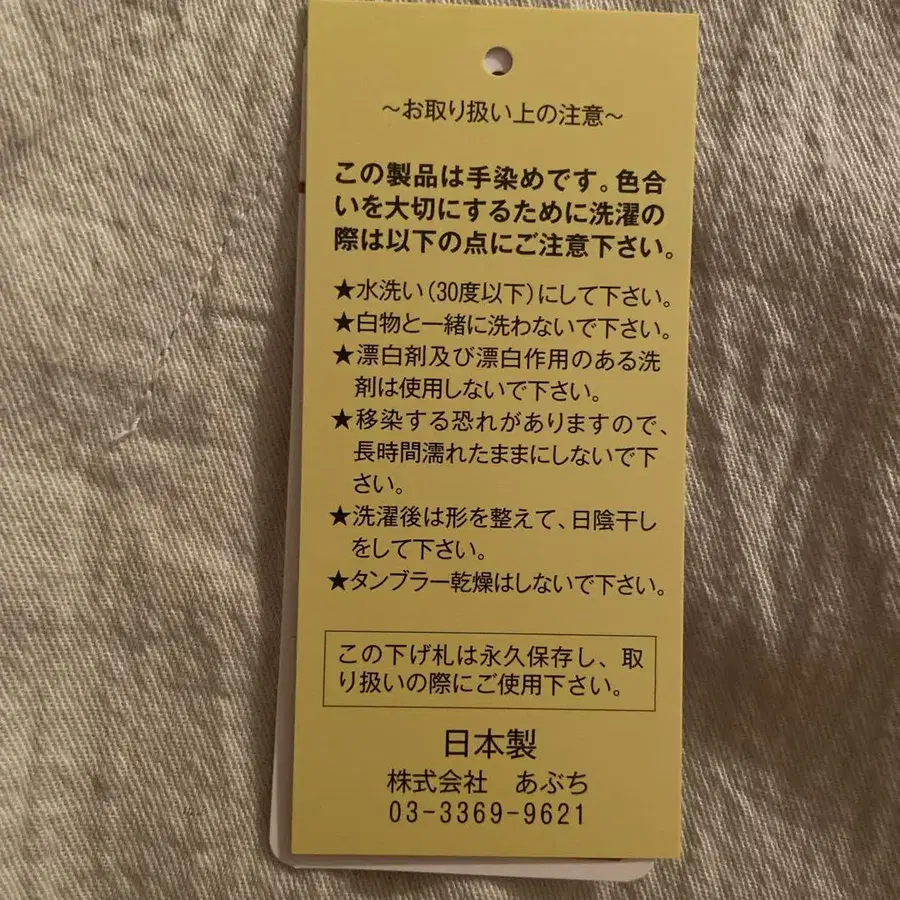 ～お取り扱い上の注意～
この製品は手染めです。色合
いを大切にするために洗濯の
際は以下の点にご注意下さい。
★水洗い(30度以下)にして下さい。
★白物と一緒に洗わないで下さい。
★漂白剤及び漂白作用のある洗
剤は使用しないで下さい。
★移染する恐れがありますので、
長時間濡れたままにしないで下
さい。
★洗濯後は形を整えて、日陰干し
をして下さい。
★タンブラー乾燥はしないで下さい。
この下げ札は永久保存し、取
り扱いの際にご使用下さい。
日本製
株式会社　あぶち
03-3369-9621